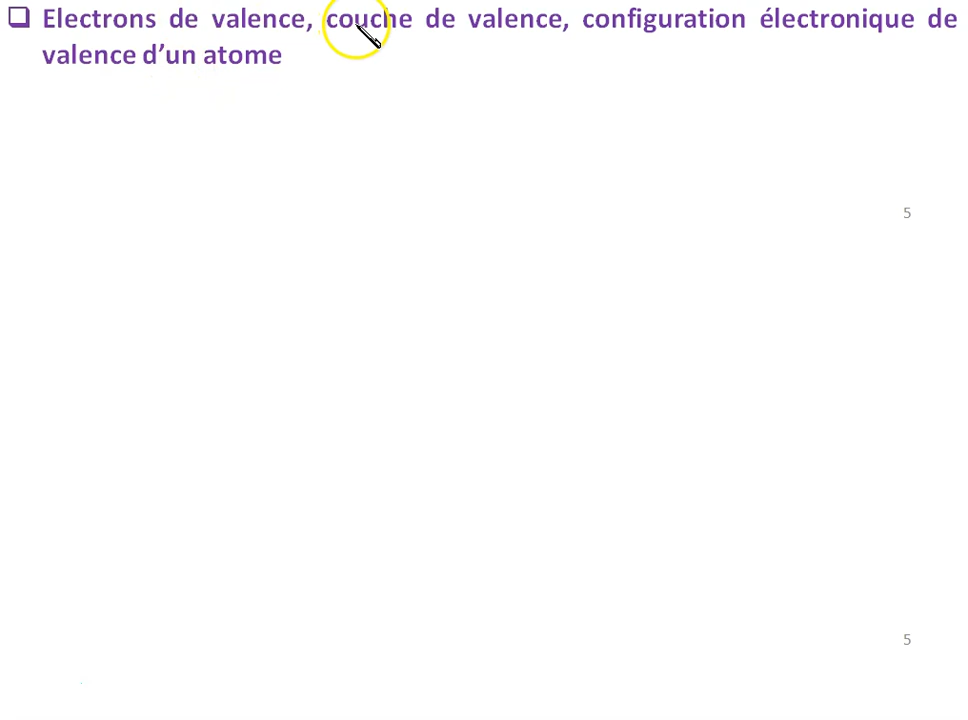 ❑ Electrons de valence, couche de valence, configuration électronique de
valence d’un atome
5
5